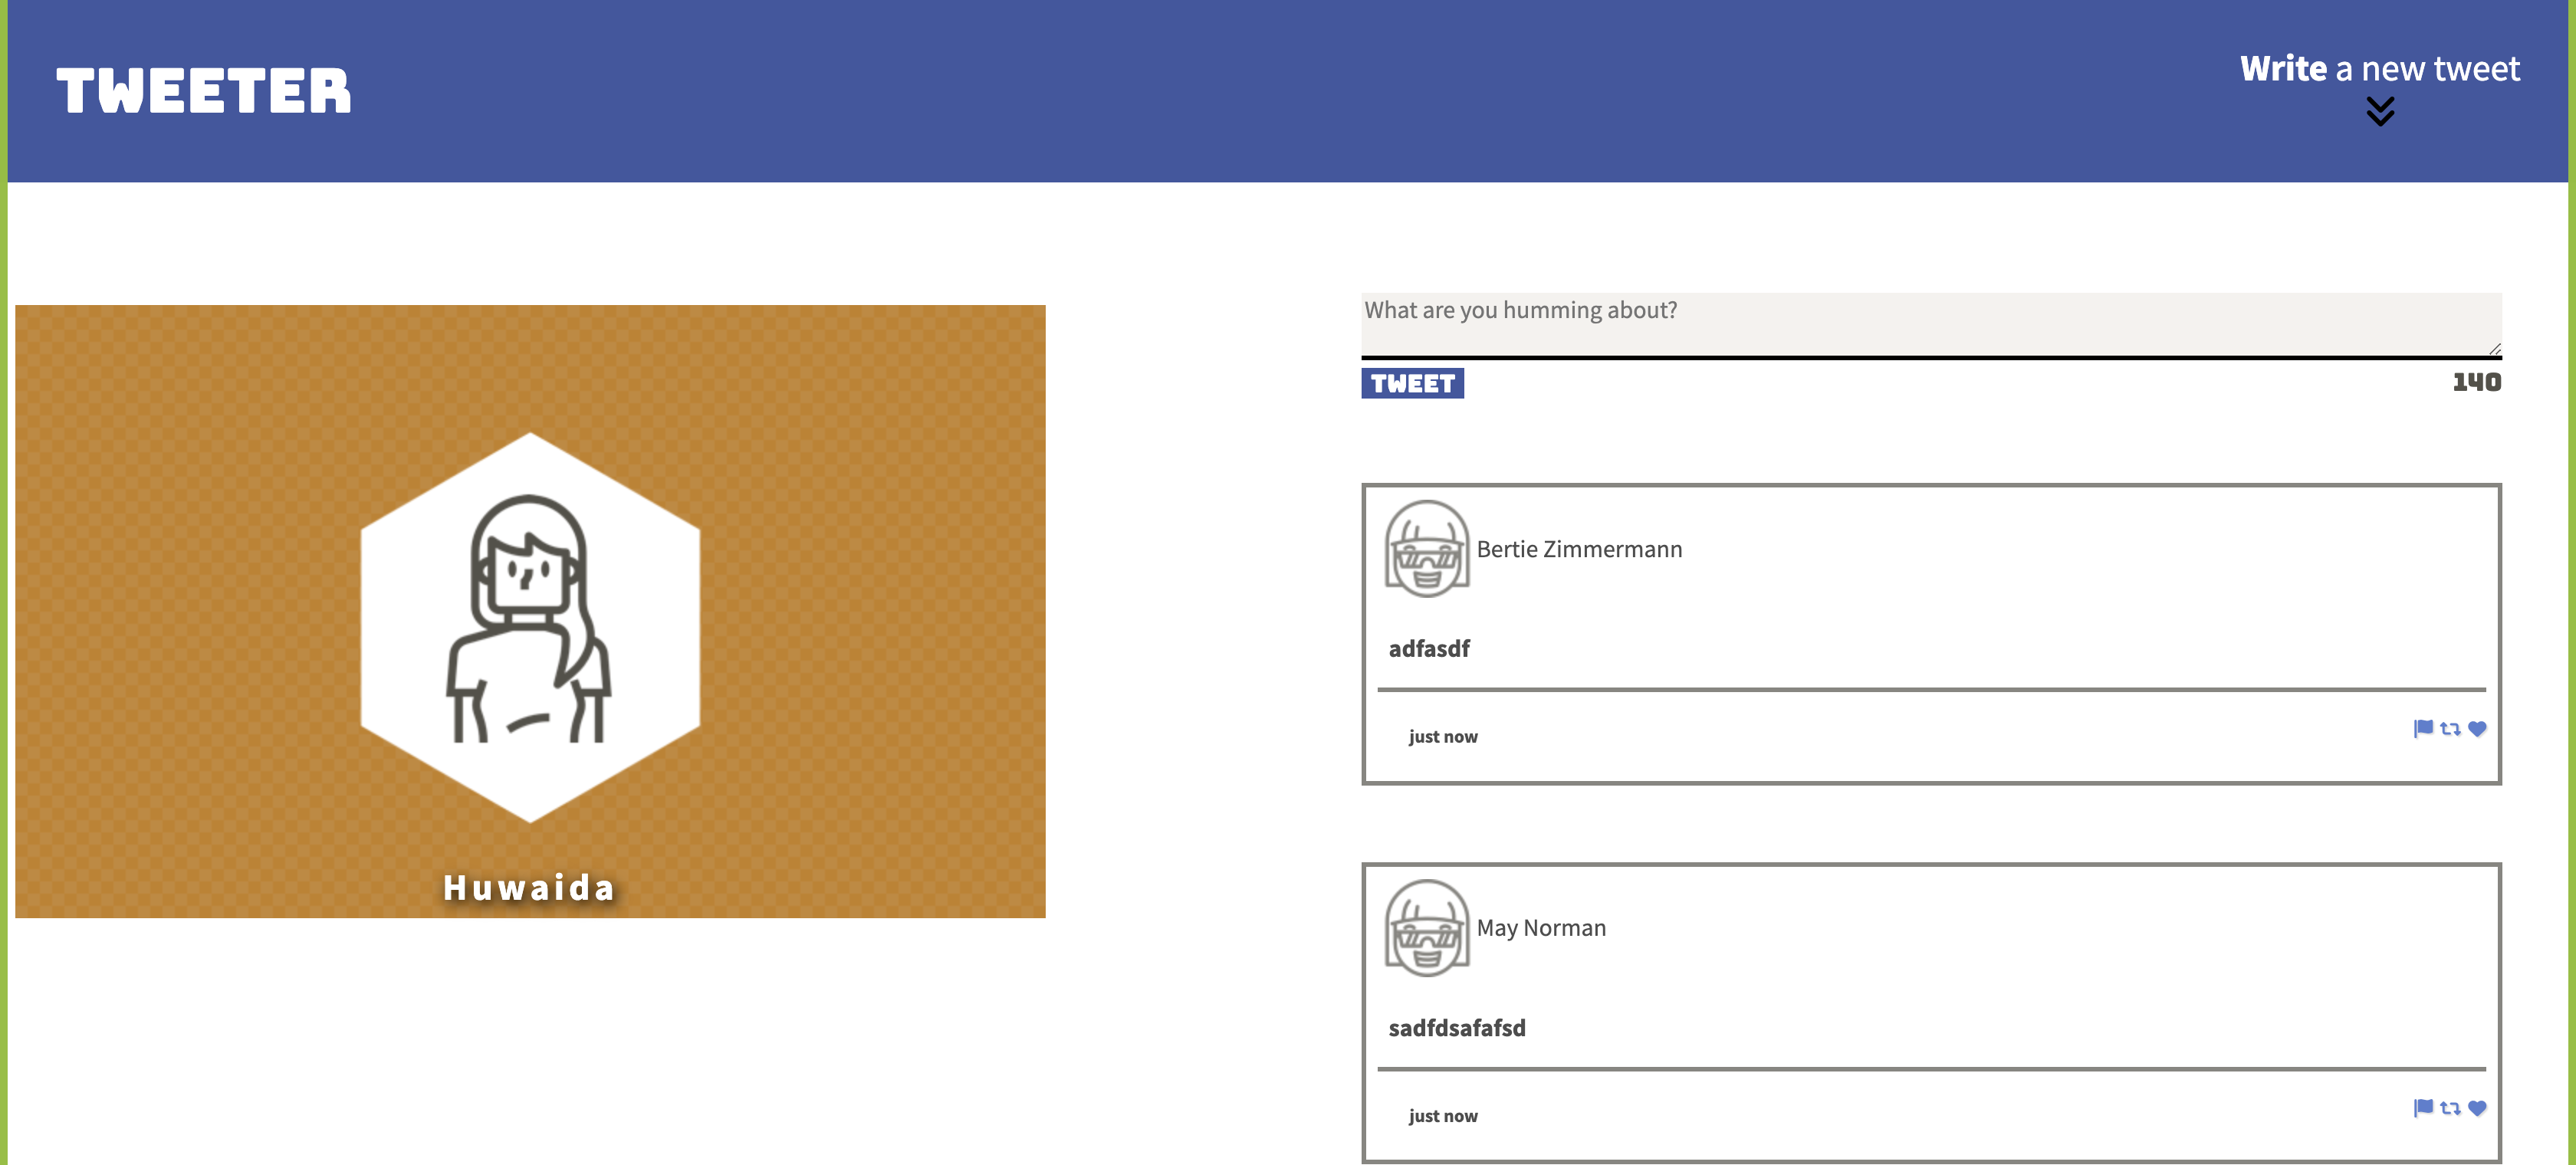 TWEETER
Write a new tweet
What are you humming about?
TWEET
140
Huwaida
Bertie Zimmermann
adfasdf
just now
May Norman
sadfdsafafsd
just now